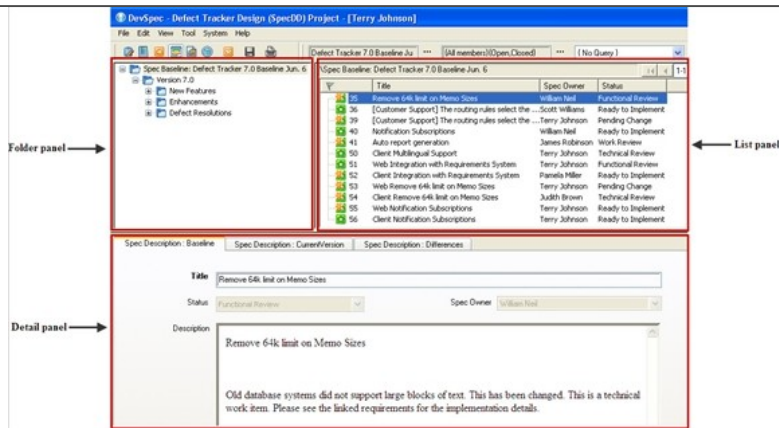 DevSpec - Defect Tracker Design (SpecDD) Project - [Terry Johnson]
File Edit View Tool System Help
Defect Tracker 7.0 Baseline Ju ... (All members)(Open,Closed) ... ( No Query )
Spec Baseline: Defect Tracker 7.0 Baseline Jun. 6
Version 7.0
New Features
Enhancements
Defect Resolutions
Folder panel
\Spec Baseline: Defect Tracker 7.0 Baseline Jun. 6 1-1
Title Spec Owner Status
35 Remove 64k limit on Memo Sizes William Neil Functional Review
36 [Customer Support] The routing rules select the ... Scott Williams Ready to Implement
39 [Customer Support] The routing rules select the ... Terry Johnson Pending Change
40 Notification Subscriptions William Neil Ready to Implement
41 Auto report generation James Robinson Work Review
50 Client Multilingual Support Terry Johnson Technical Review
51 Web Integration with Requirements System Terry Johnson Functional Review
52 Client Integration with Requirements System Pamela Miller Ready to Implement
53 Web Remove 64k limit on Memo Sizes Terry Johnson Pending Change
54 Client Remove 64k limit on Memo Sizes Judith Brown Technical Review
55 Web Notification Subscriptions Terry Johnson Ready to Implement
56 Client Notification Subscriptions Terry Johnson Ready to Implement
List panel
Spec Description : Baseline Spec Description : CurrentVersion Spec Description : Differences
Title Remove 64k limit on Memo Sizes
Status Functional Review Spec Owner William Neil
Detail panel
Description
Remove 64k limit on Memo Sizes
Old database systems did not support large blocks of text. This has been changed. This is a technical
work item. Please see the linked requirements for the implementation details.